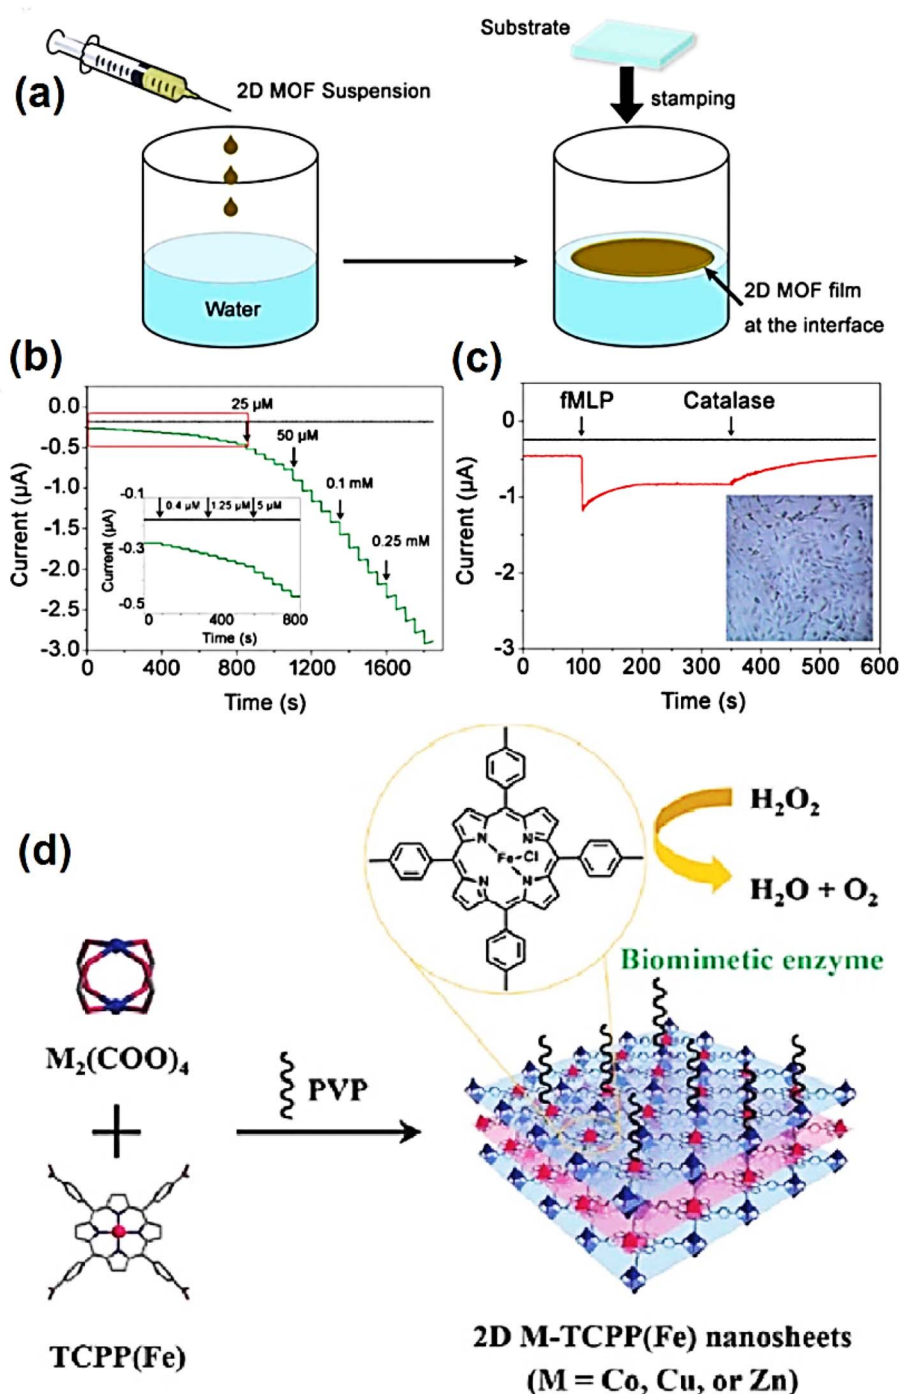 (a)
2D MOF Suspension
Substrate
stamping
Water
2D MOF film
at the interface
(b)
0.0
-0.5
-1.0
-1.5
-2.0
-2.5
-3.0
Current (µA)
25 µM
50 µM
0.1 mM
0.25 mM
-0.1
-0.3
-0.5
Current (µA)
0.4 µM
1.25 µM
5 µM
0
400
800
Time (s)
0
400
800
1200
1600
Time (s)
(c)
0
-1
-2
-3
Current (µA)
fMLP
Catalase
0
100
200
300
400
500
600
Time (s)
(d)
N
N
N
N
Fe
Cl
H₂O₂
H₂O + O₂
Biomimetic enzyme
M₂(COO)₄
+
PVP
TCPP(Fe)
2D M-TCPP(Fe) nanosheets
(M = Co, Cu, or Zn)